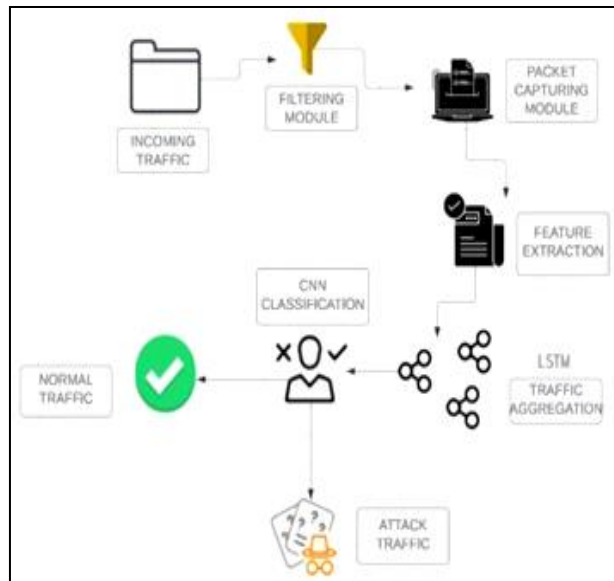 INCOMING
TRAFFIC
FILTERING
MODULE
PACKET
CAPTURING
MODULE
FEATURE
EXTRACTION
LSTM
TRAFFIC
AGGREGATION
CNN
CLASSIFICATION
NORMAL
TRAFFIC
ATTACK
TRAFFIC